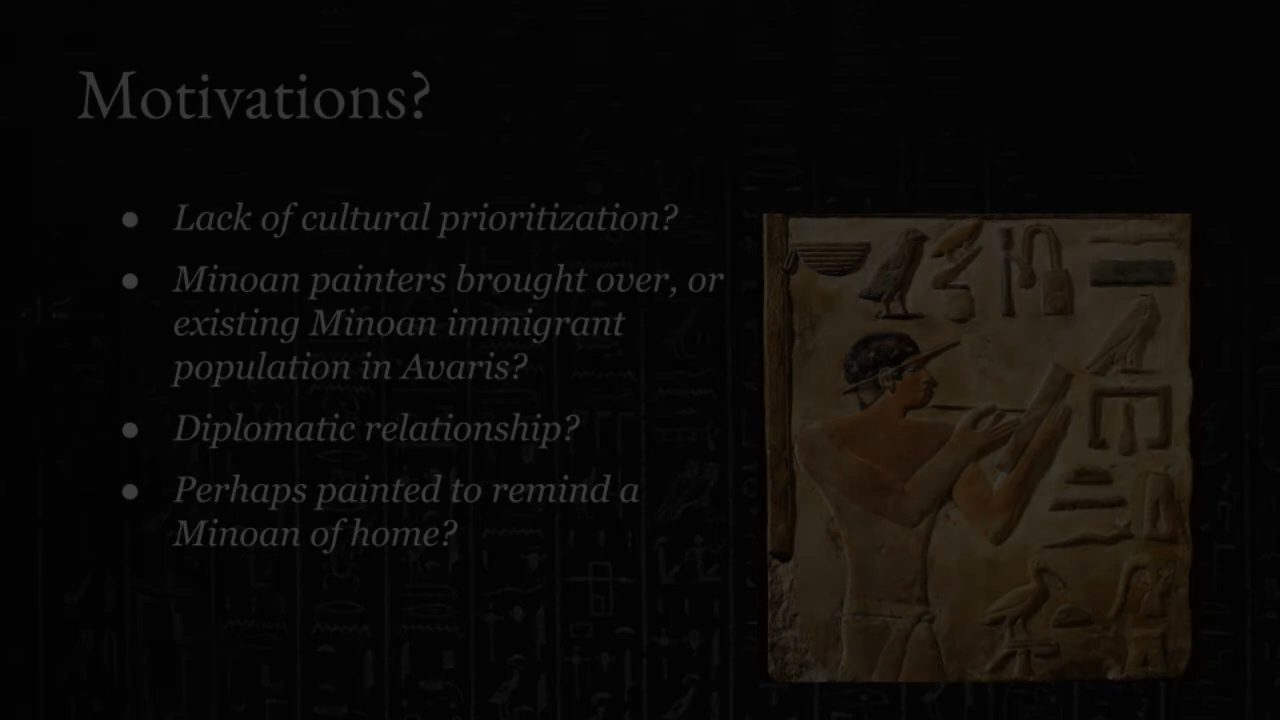 Motivations?
● Lack of cultural prioritization?
● Minoan painters brought over, or
existing Minoan immigrant
population in Avaris?
● Diplomatic relationship?
● Perhaps painted to remind a
Minoan of home?